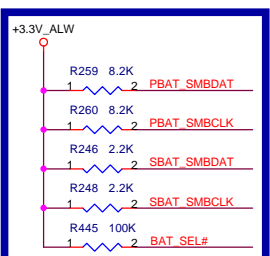 +3.3V_ALW
R259 8.2K
1 2 PBAT_SMBDAT
R260 8.2K
1 2 PBAT_SMBCLK
R246 2.2K
1 2 SBAT_SMBDAT
R248 2.2K
1 2 SBAT_SMBCLK
R445 100K
1 2 BAT_SEL#